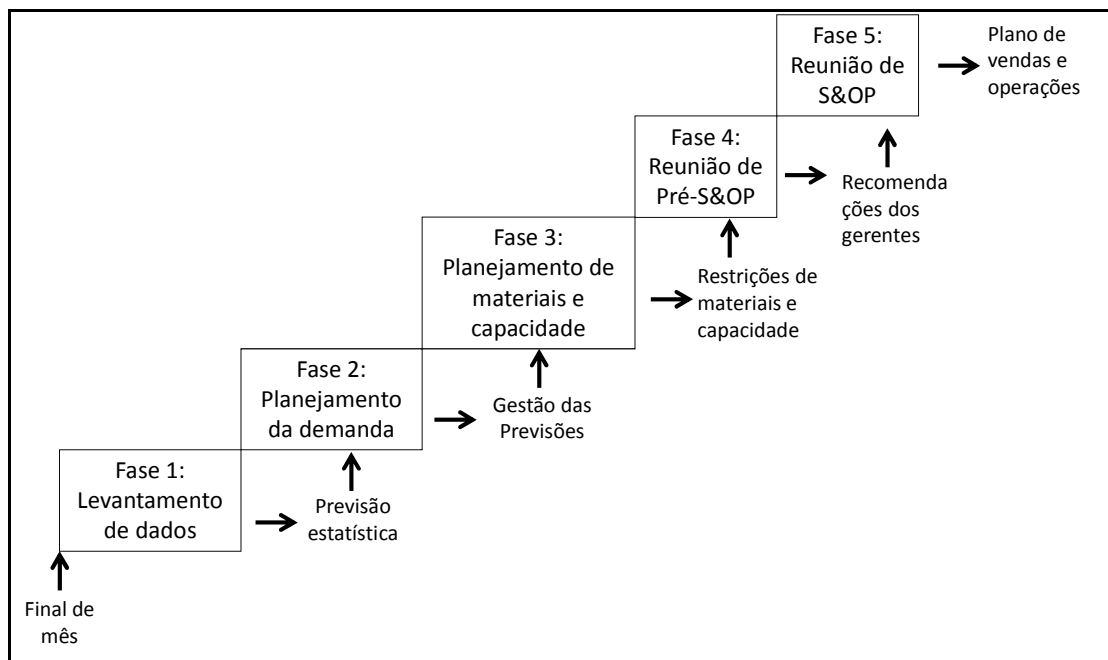 Fase 5:
Reunião de
S&OP
Plano de
vendas e
operações
Fase 4:
Reunião de
Pré-S&OP
Recomenda
ções dos
gerentes
Fase 3:
Planejamento de
materiais e
capacidade
Restrições de
materiais e
capacidade
Fase 2:
Planejamento
da demanda
Gestão das
Previsões
Fase 1:
Levantamento
de dados
Previsão
estatística
Final de
mês